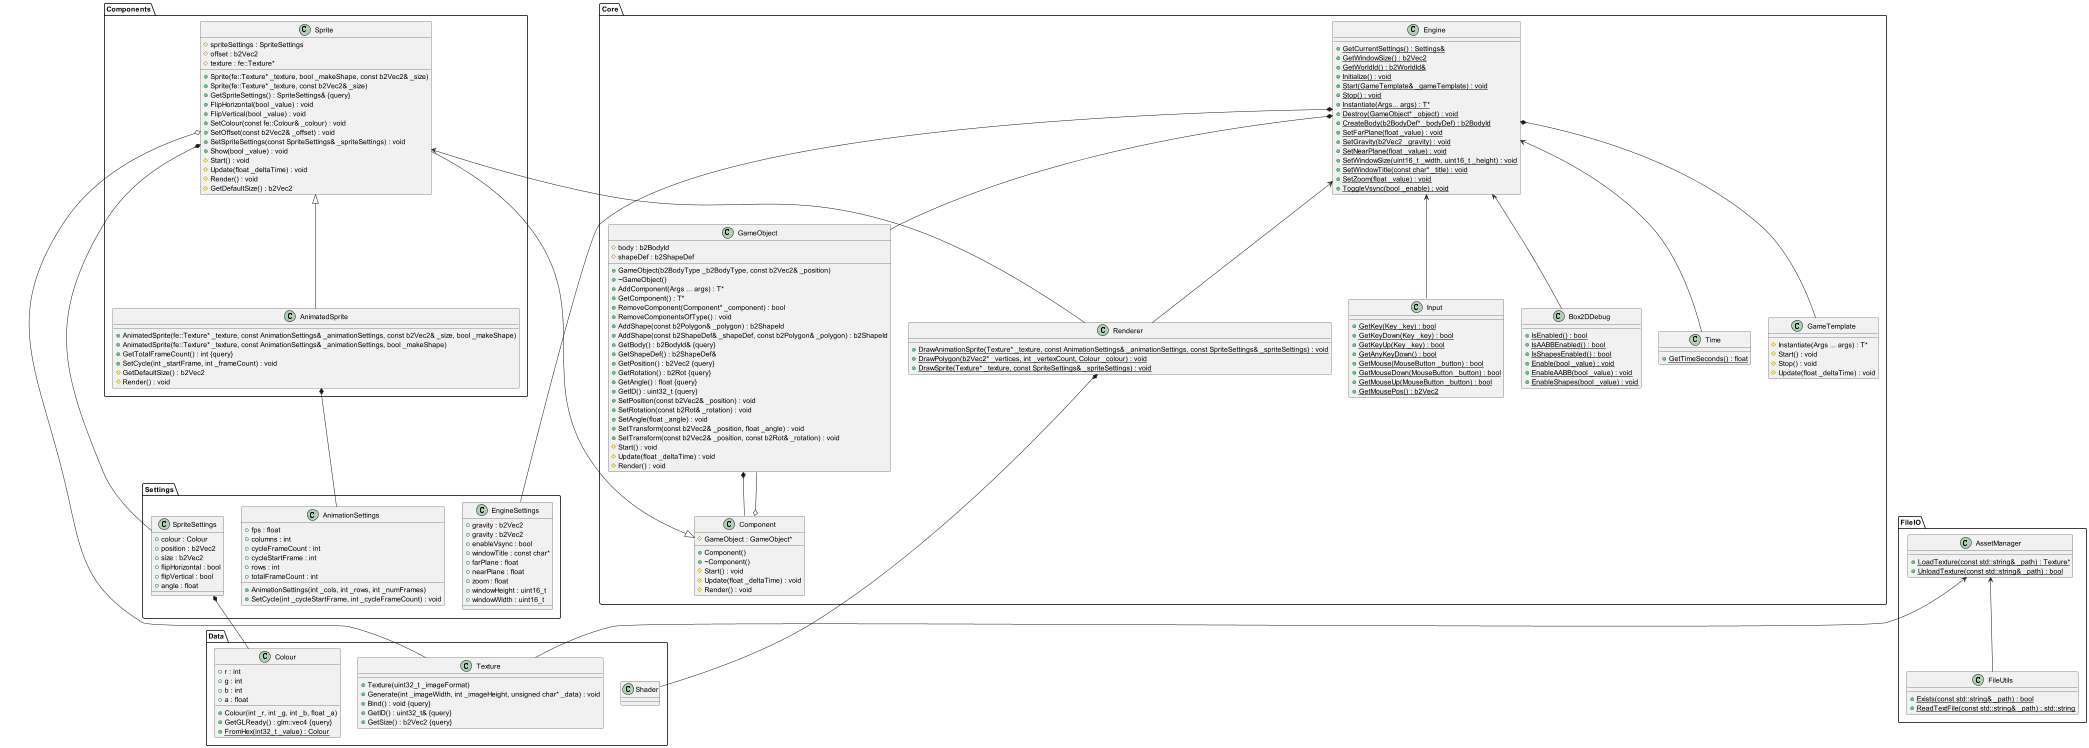 Components
C Sprite
spriteSettings : SpriteSettings
offset : b2Vec2
texture : fe::Texture*
Sprite(fe::Texture* _texture, bool _makeShape, const b2Vec2& _size)
Sprite(fe::Texture* _texture, const b2Vec2& _size)
GetSpriteSettings() : SpriteSettings& {query}
FlipHorizontal(bool _value) : void
FlipVertical(bool _value) : void
SetColour(const fe::Colour& _colour) : void
SetOffset(const b2Vec2& _offset) : void
SetSpriteSettings(const SpriteSettings& _spriteSettings) : void
Show(bool _value) : void
Start() : void
Update(float _deltaTime) : void
Render() : void
GetDefaultSize() : b2Vec2
C AnimatedSprite
AnimatedSprite(fe::Texture* _texture, const AnimationSettings& _animationSettings, const b2Vec2& _size, bool _makeShape)
AnimatedSprite(fe::Texture* _texture, const AnimationSettings& _animationSettings, bool _makeShape)
GetTotalFrameCount() : int {query}
SetCycle(int _startFrame, int _frameCount) : void
GetDefaultSize() : b2Vec2
Render() : void
Core
C Engine
GetCurrentSettings() : Settings&
GetWindowSize() : b2Vec2
GetWorldId() : b2WorldId&
Initialize() : void
Start(GameTemplate& _gameTemplate) : void
Stop() : void
Instantiate(Args... args) : T*
Destroy(GameObject* _object) : void
CreateBody(b2BodyDef* _bodyDef) : b2BodyId
SetFarPlane(float _value) : void
SetGravity(b2Vec2 _gravity) : void
SetNearPlane(float _value) : void
SetWindowSize(uint16_t _width, uint16_t _height) : void
SetWindowTitle(const char* _title) : void
SetZoom(float _value) : void
ToggleVsync(bool _enable) : void
C GameObject
body : b2BodyId
shapeDef : b2ShapeDef
GameObject(b2BodyType _b2BodyType, const b2Vec2& _position)
~GameObject()
AddComponent(Args ... args) : T*
GetComponent() : T*
RemoveComponent(Component* _component) : bool
RemoveComponentsOfType() : void
AddShape(const b2Polygon& _polygon) : b2ShapeId
AddShape(const b2ShapeDef& _shapeDef, const b2Polygon& _polygon) : b2ShapeId
GetBody() : b2BodyId& {query}
GetShapeDef() : b2ShapeDef&
GetPosition() : b2Vec2 {query}
GetRotation() : b2Rot {query}
GetAngle() : float {query}
GetID() : uint32_t {query}
SetPosition(const b2Vec2& _position) : void
SetRotation(const b2Rot& _rotation) : void
SetAngle(float _angle) : void
SetTransform(const b2Vec2& _position, float _angle) : void
SetTransform(const b2Vec2& _position, const b2Rot& _rotation) : void
Start() : void
Update(float _deltaTime) : void
Render() : void
C Renderer
DrawAnimationSprite(Texture* _texture, const AnimationSettings& _animationSettings, const SpriteSettings& _spriteSettings) : void
DrawPolygon(b2Vec2* _vertices, int _vertexCount, Colour _colour) : void
DrawSprite(Texture* _texture, const SpriteSettings& _spriteSettings) : void
C Input
GetKey(Key _key) : bool
GetKeyDown(Key _key) : bool
GetKeyUp(Key _key) : bool
GetAnyKeyDown() : bool
GetMouse(MouseButton _button) : bool
GetMouseDown(MouseButton _button) : bool
GetMouseUp(MouseButton _button) : bool
GetMousePos() : b2Vec2
C Box2DDebug
IsEnabled() : bool
IsAABBEnabled() : bool
IsShapesEnabled() : bool
Enable(bool _value) : void
EnableAABB(bool _value) : void
EnableShapes(bool _value) : void
C Time
GetTimeSeconds() : float
C GameTemplate
Instantiate(Args ... args) : T*
Start() : void
Stop() : void
Update(float _deltaTime) : void
C Component
GameObject : GameObject*
Component()
~Component()
Start() : void
Update(float _deltaTime) : void
Render() : void
Settings
C SpriteSettings
colour : Colour
position : b2Vec2
size : b2Vec2
flipHorizontal : bool
flipVertical : bool
angle : float
C AnimationSettings
fps : float
columns : int
cycleFrameCount : int
cycleStartFrame : int
rows : int
totalFrameCount : int
AnimationSettings(int _cols, int _rows, int _numFrames)
SetCycle(int _cycleStartFrame, int _cycleFrameCount) : void
C EngineSettings
gravity : b2Vec2
gravity : b2Vec2
enableVsync : bool
windowTitle : const char*
farPlane : float
nearPlane : float
zoom : float
windowHeight : uint16_t
windowWidth : uint16_t
FileIO
C AssetManager
LoadTexture(const std::string& _path) : Texture*
UnloadTexture(const std::string& _path) : bool
C FileUtils
Exists(const std::string& _path) : bool
ReadTextFile(const std::string& _path) : std::string
Data
C Colour
r : int
g : int
b : int
a : float
Colour(int _r, int _g, int _b, float _a)
GetGLReady() : glm::vec4 {query}
FromHex(int32_t _value) : Colour
C Texture
Texture(uint32_t _imageFormat)
Generate(int _imageWidth, int _imageHeight, unsigned char* _data) : void
Bind() : void {query}
GetID() : uint32_t& {query}
GetSize() : b2Vec2 {query}
C Shader